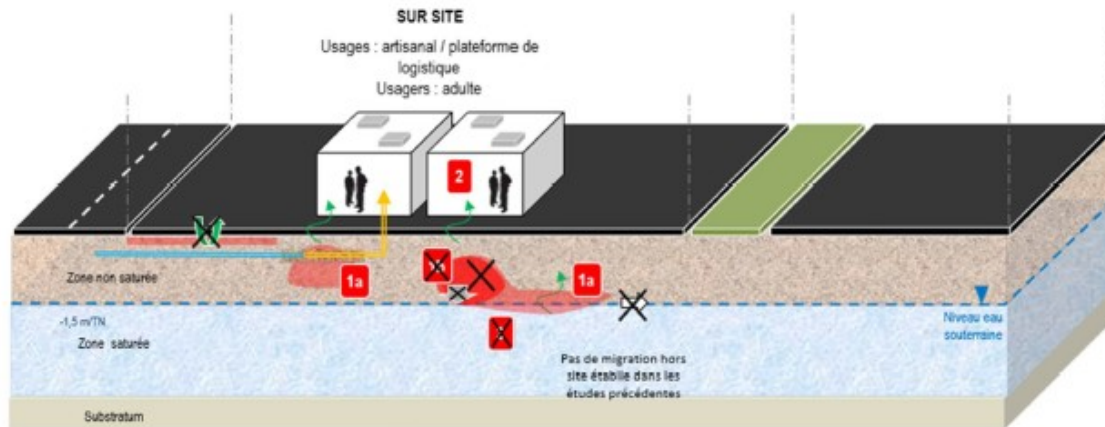 SUR SITE
Usages : artisanal / plateforme de
logistique
Usagers : adulte
2
1a
1a
Zone non saturée
-1,5 m/TN
Zone saturée
Niveau eau
souterraine
Pas de migration hors
site établie dans les
études précédentes
Substratum